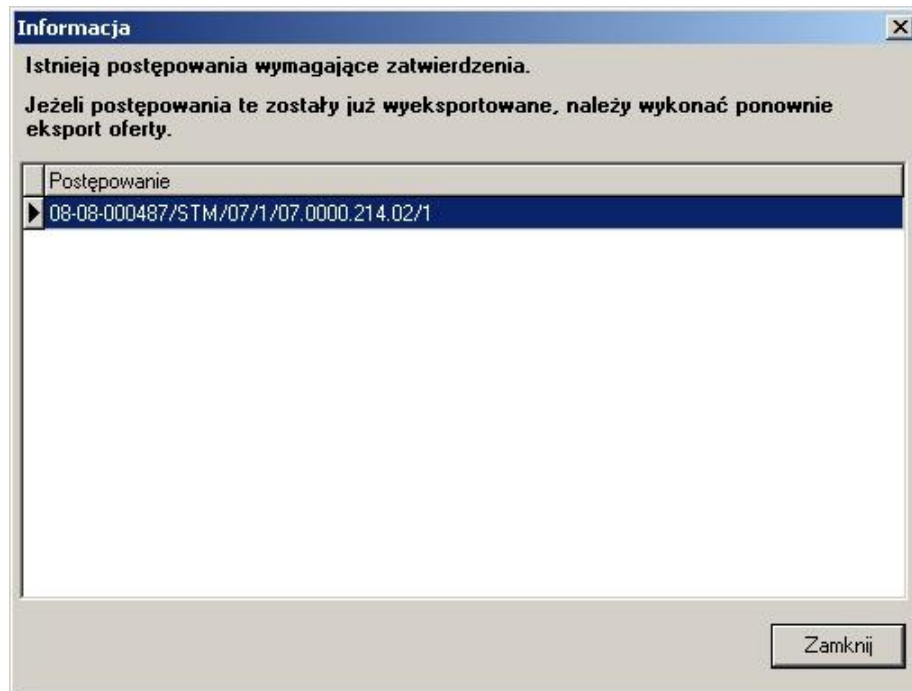 Informacja
Istnieją postępowania wymagające zatwierdzenia.
Jeżeli postępowania te zostały już wyeksportowane, należy wykonać ponownie
eksport oferty.
Postępowanie
08-08-000487/STM/07/1/07.0000.214.02/1
Zamknij